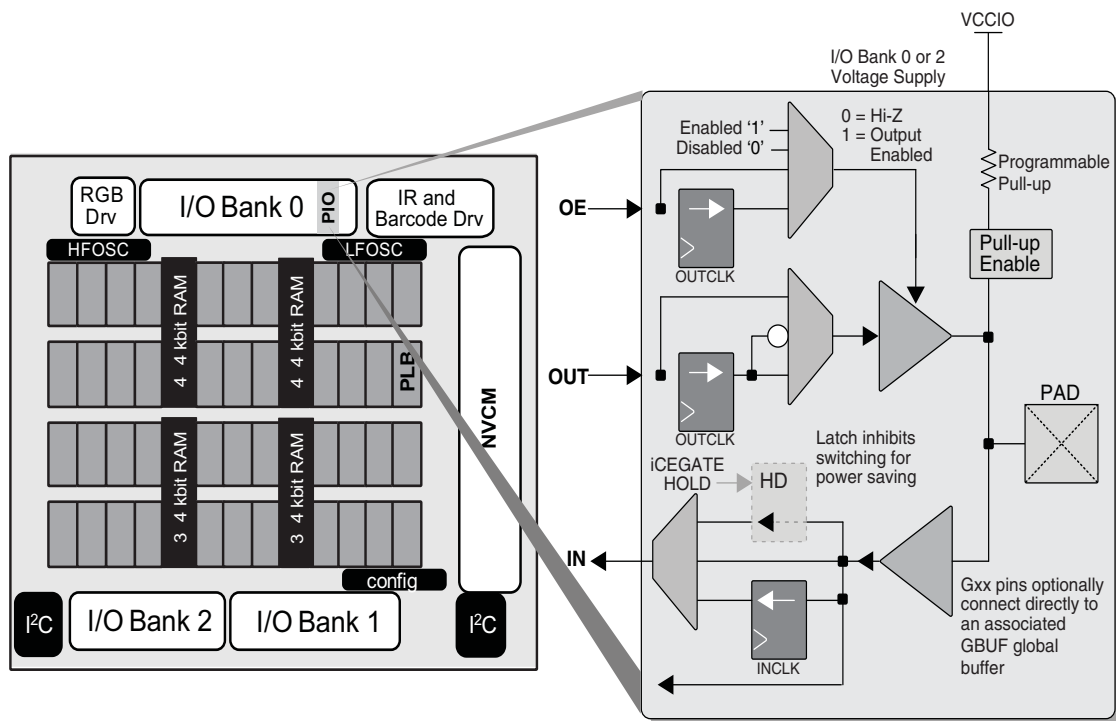 RGB
Drv
I/O Bank 0
PIO
IR and
Barcode Drv
HFOSC
LFOSC
4 4 kbit RAM
4 4 kbit RAM
PLB
3 4 kbit RAM
3 4 kbit RAM
NVCM
config
I²C
I/O Bank 2
I/O Bank 1
I²C
VCCIO
I/O Bank 0 or 2
Voltage Supply
Enabled ‘1’
Disabled ‘0’
0 = Hi-Z
1 = Output
Enabled
Programmable
Pull-up
OE
OUTCLK
Pull-up
Enable
OUT
OUTCLK
PAD
Latch inhibits
switching for
power saving
iCEGATE
HOLD
HD
IN
INCLK
Gxx pins optionally
connect directly to
an associated
GBUF global
buffer